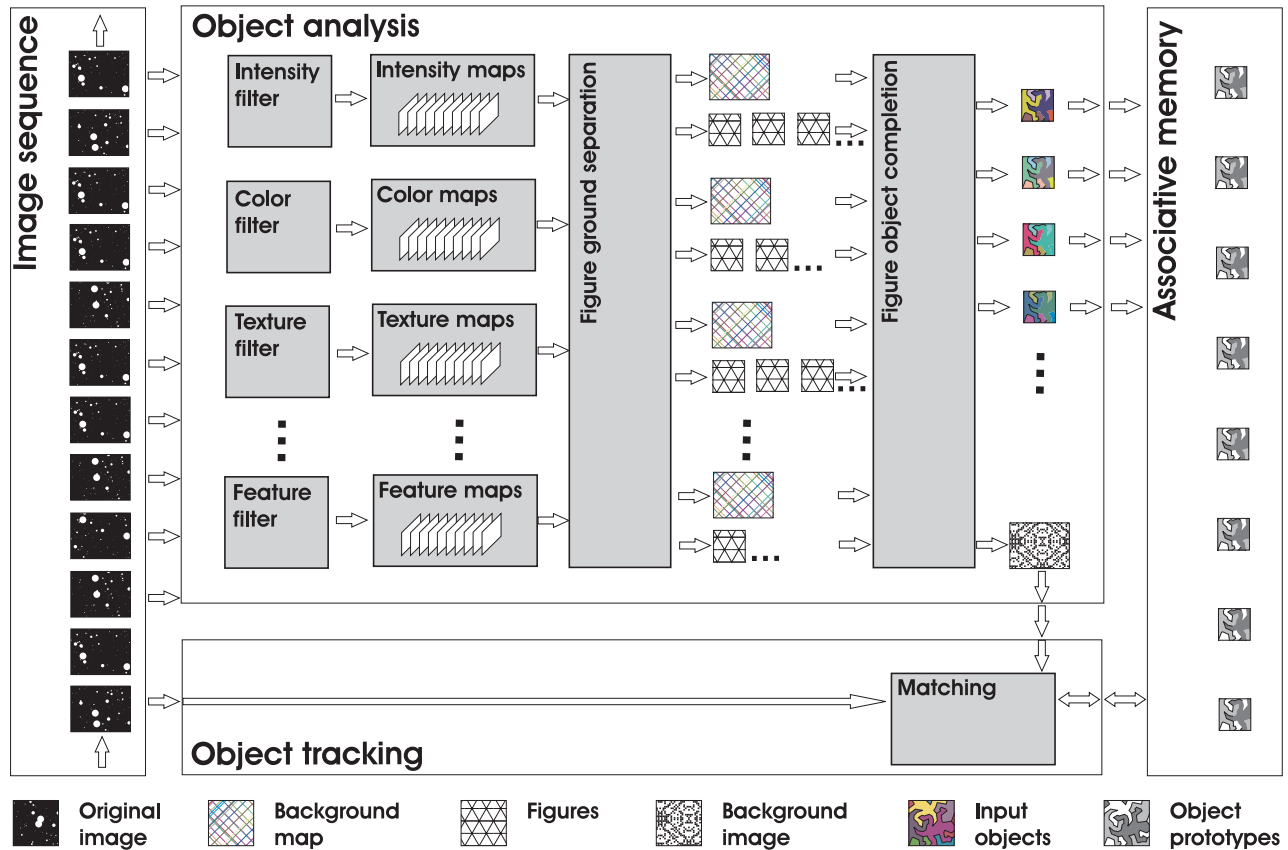 Image sequence
Object analysis
Intensity
filter
Intensity maps
Color
filter
Color maps
Texture
filter
Texture maps
Feature
filter
Feature maps
Figure ground separation
Figure object completion
Associative memory
Matching
Object tracking
Original
image
Background
map
Figures
Background
image
Input
objects
Object
prototypes